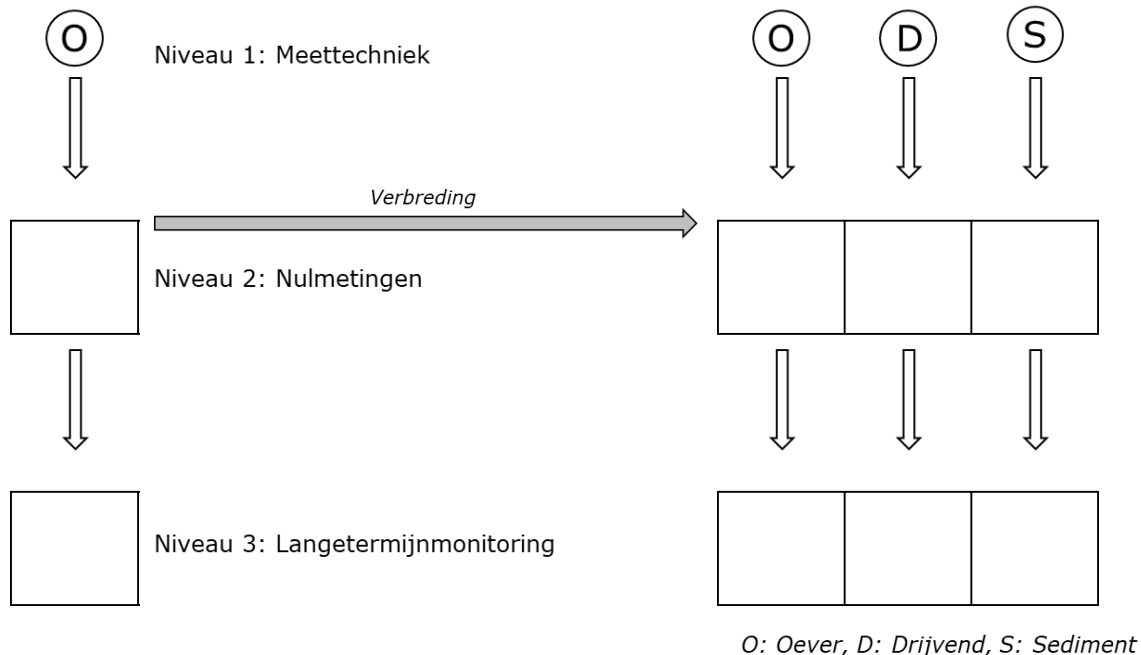 O
Niveau 1: Meettechniek
O
D
S
Verbreding
Niveau 2: Nulmetingen
Niveau 3: Langetermijnmonitoring
O: Oever, D: Drijvend, S: Sediment